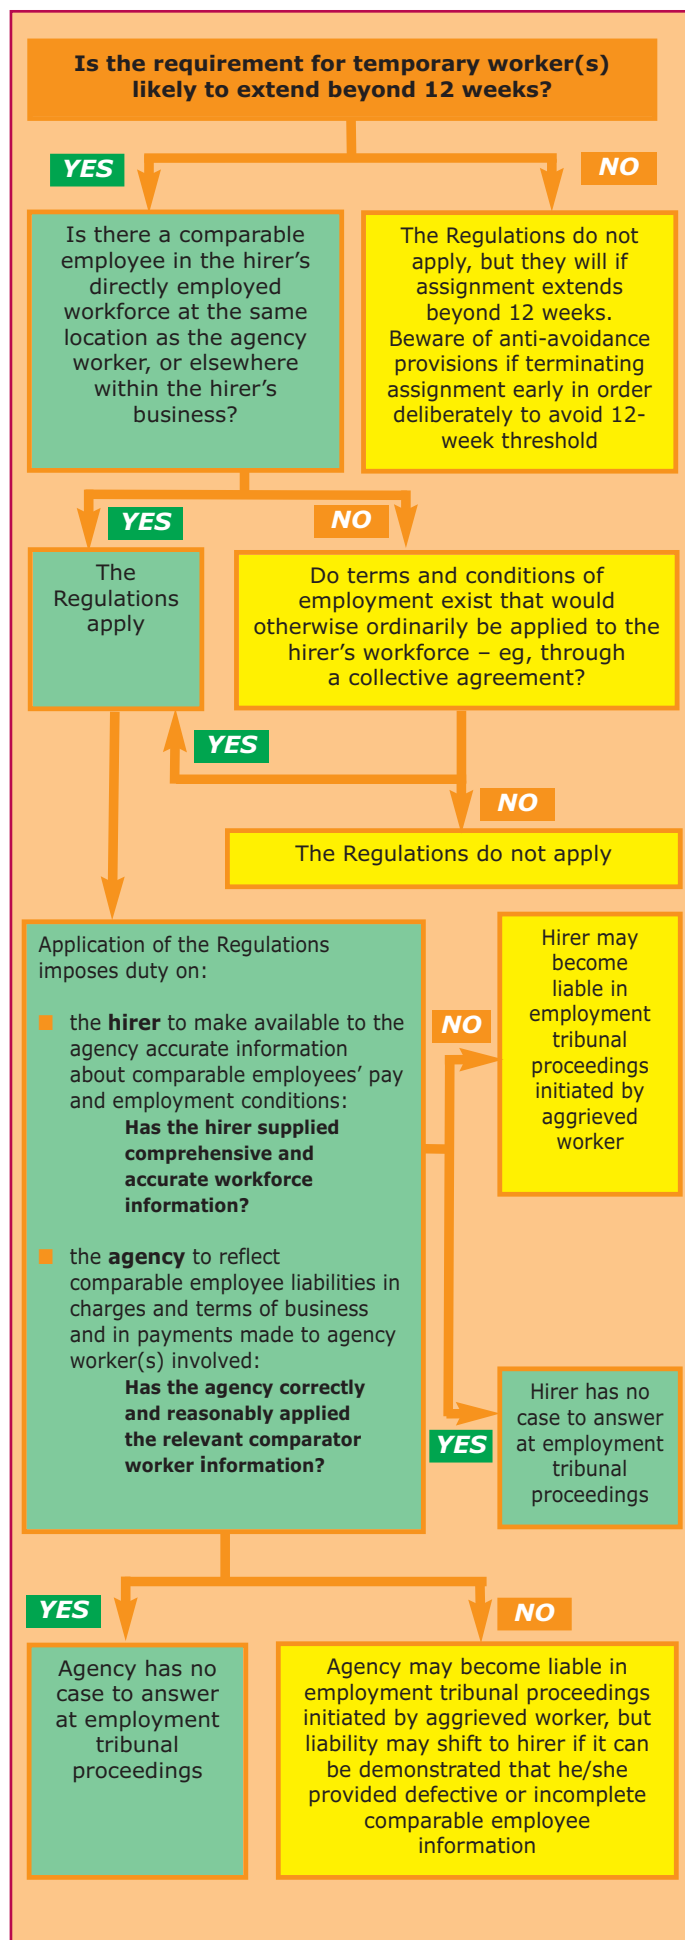 Is the requirement for temporary worker(s)
likely to extend beyond 12 weeks?
YES
NO
Is there a comparable
employee in the hirer's
directly employed
workforce at the same
location as the agency
worker, or elsewhere
within the hirer's
business?
The Regulations do not
apply, but they will if
assignment extends
beyond 12 weeks.
Beware of anti-avoidance
provisions if terminating
assignment early in order
deliberately to avoid 12-
week threshold
YES
NO
The
Regulations
apply
Do terms and conditions of
employment exist that would
otherwise ordinarily be applied to the
hirer's workforce – eg, through
a collective agreement?
YES
NO
The Regulations do not apply
Application of the Regulations
imposes duty on:
■ the hirer to make available to the
agency accurate information
about comparable employees' pay
and employment conditions:
Has the hirer supplied
comprehensive and
accurate workforce
information?
■ the agency to reflect
comparable employee liabilities in
charges and terms of business
and in payments made to agency
worker(s) involved:
Has the agency correctly
and reasonably applied
the relevant comparator
worker information?
NO
Hirer may
become
liable in
employment
tribunal
proceedings
initiated by
aggrieved
worker
YES
Hirer has no
case to answer
at employment
tribunal
proceedings
YES
NO
Agency has no
case to answer
at employment
tribunal
proceedings
Agency may become liable in
employment tribunal proceedings
initiated by aggrieved worker, but
liability may shift to hirer if it can
be demonstrated that he/she
provided defective or incomplete
comparable employee
information